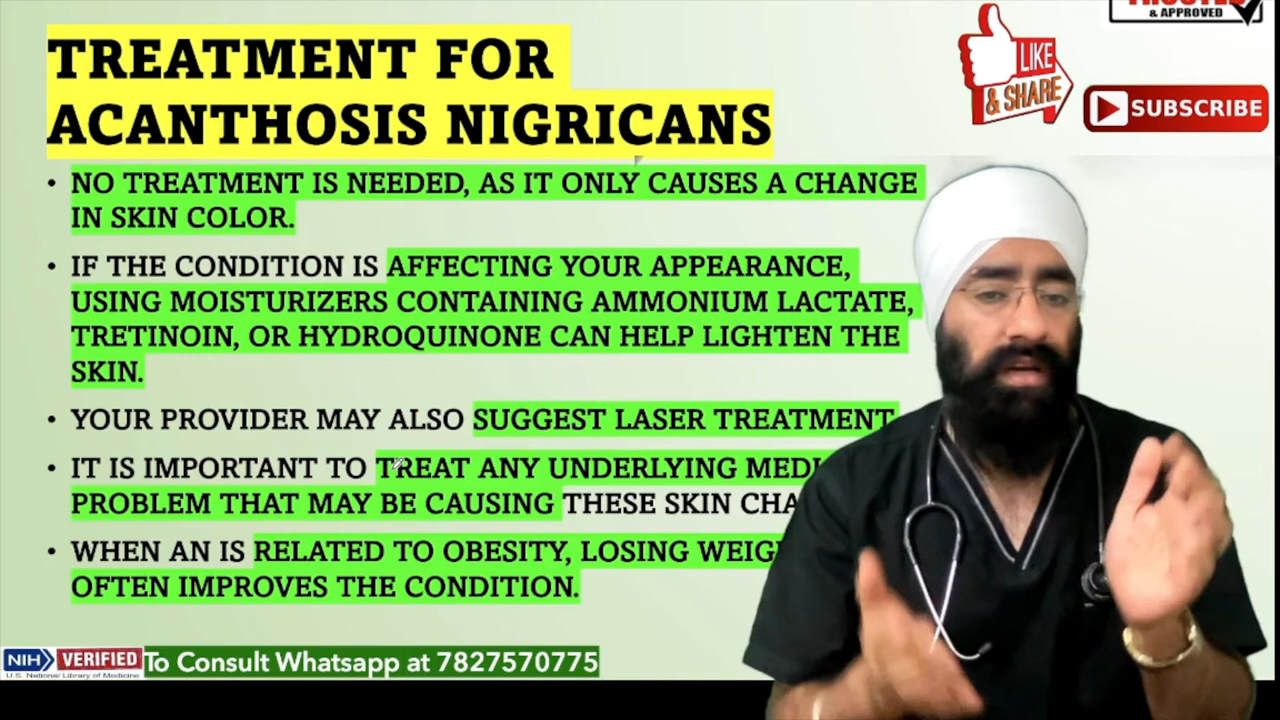 TREATMENT FOR
ACANTHOSIS NIGRICANS
& APPROVED
LIKE
& SHARE
SUBSCRIBE
• NO TREATMENT IS NEEDED, AS IT ONLY CAUSES A CHANGE
IN SKIN COLOR.
• IF THE CONDITION IS AFFECTING YOUR APPEARANCE,
USING MOISTURIZERS CONTAINING AMMONIUM LACTATE,
TRETINOIN, OR HYDROQUINONE CAN HELP LIGHTEN THE
SKIN.
• YOUR PROVIDER MAY ALSO SUGGEST LASER TREATMENT
• IT IS IMPORTANT TO TREAT ANY UNDERLYING
PROBLEM THAT MAY BE CAUSING THESE SKIN
• WHEN AN IS RELATED TO OBESITY, LOSING
OFTEN IMPROVES THE CONDITION.
NIH VERIFIED To Consult Whatsapp at 7827570775
U.S. National Library of Medicine